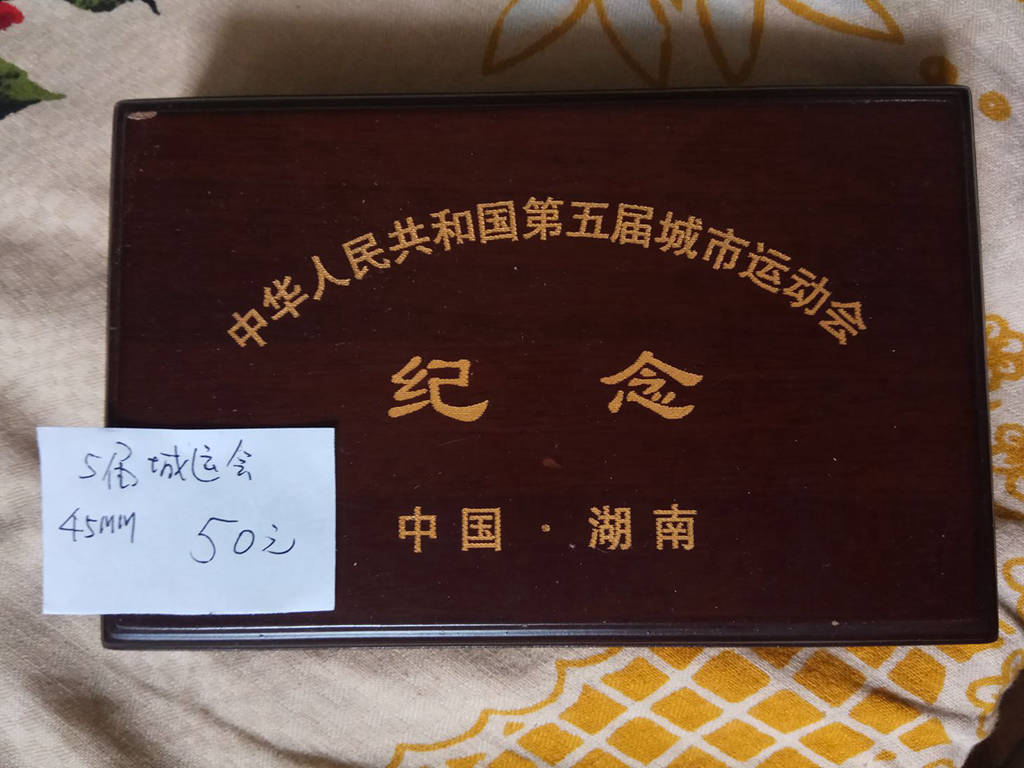 中华人民共和国第五届城市运动会
纪念
中国·湖南
5届城运会
45mm
50元